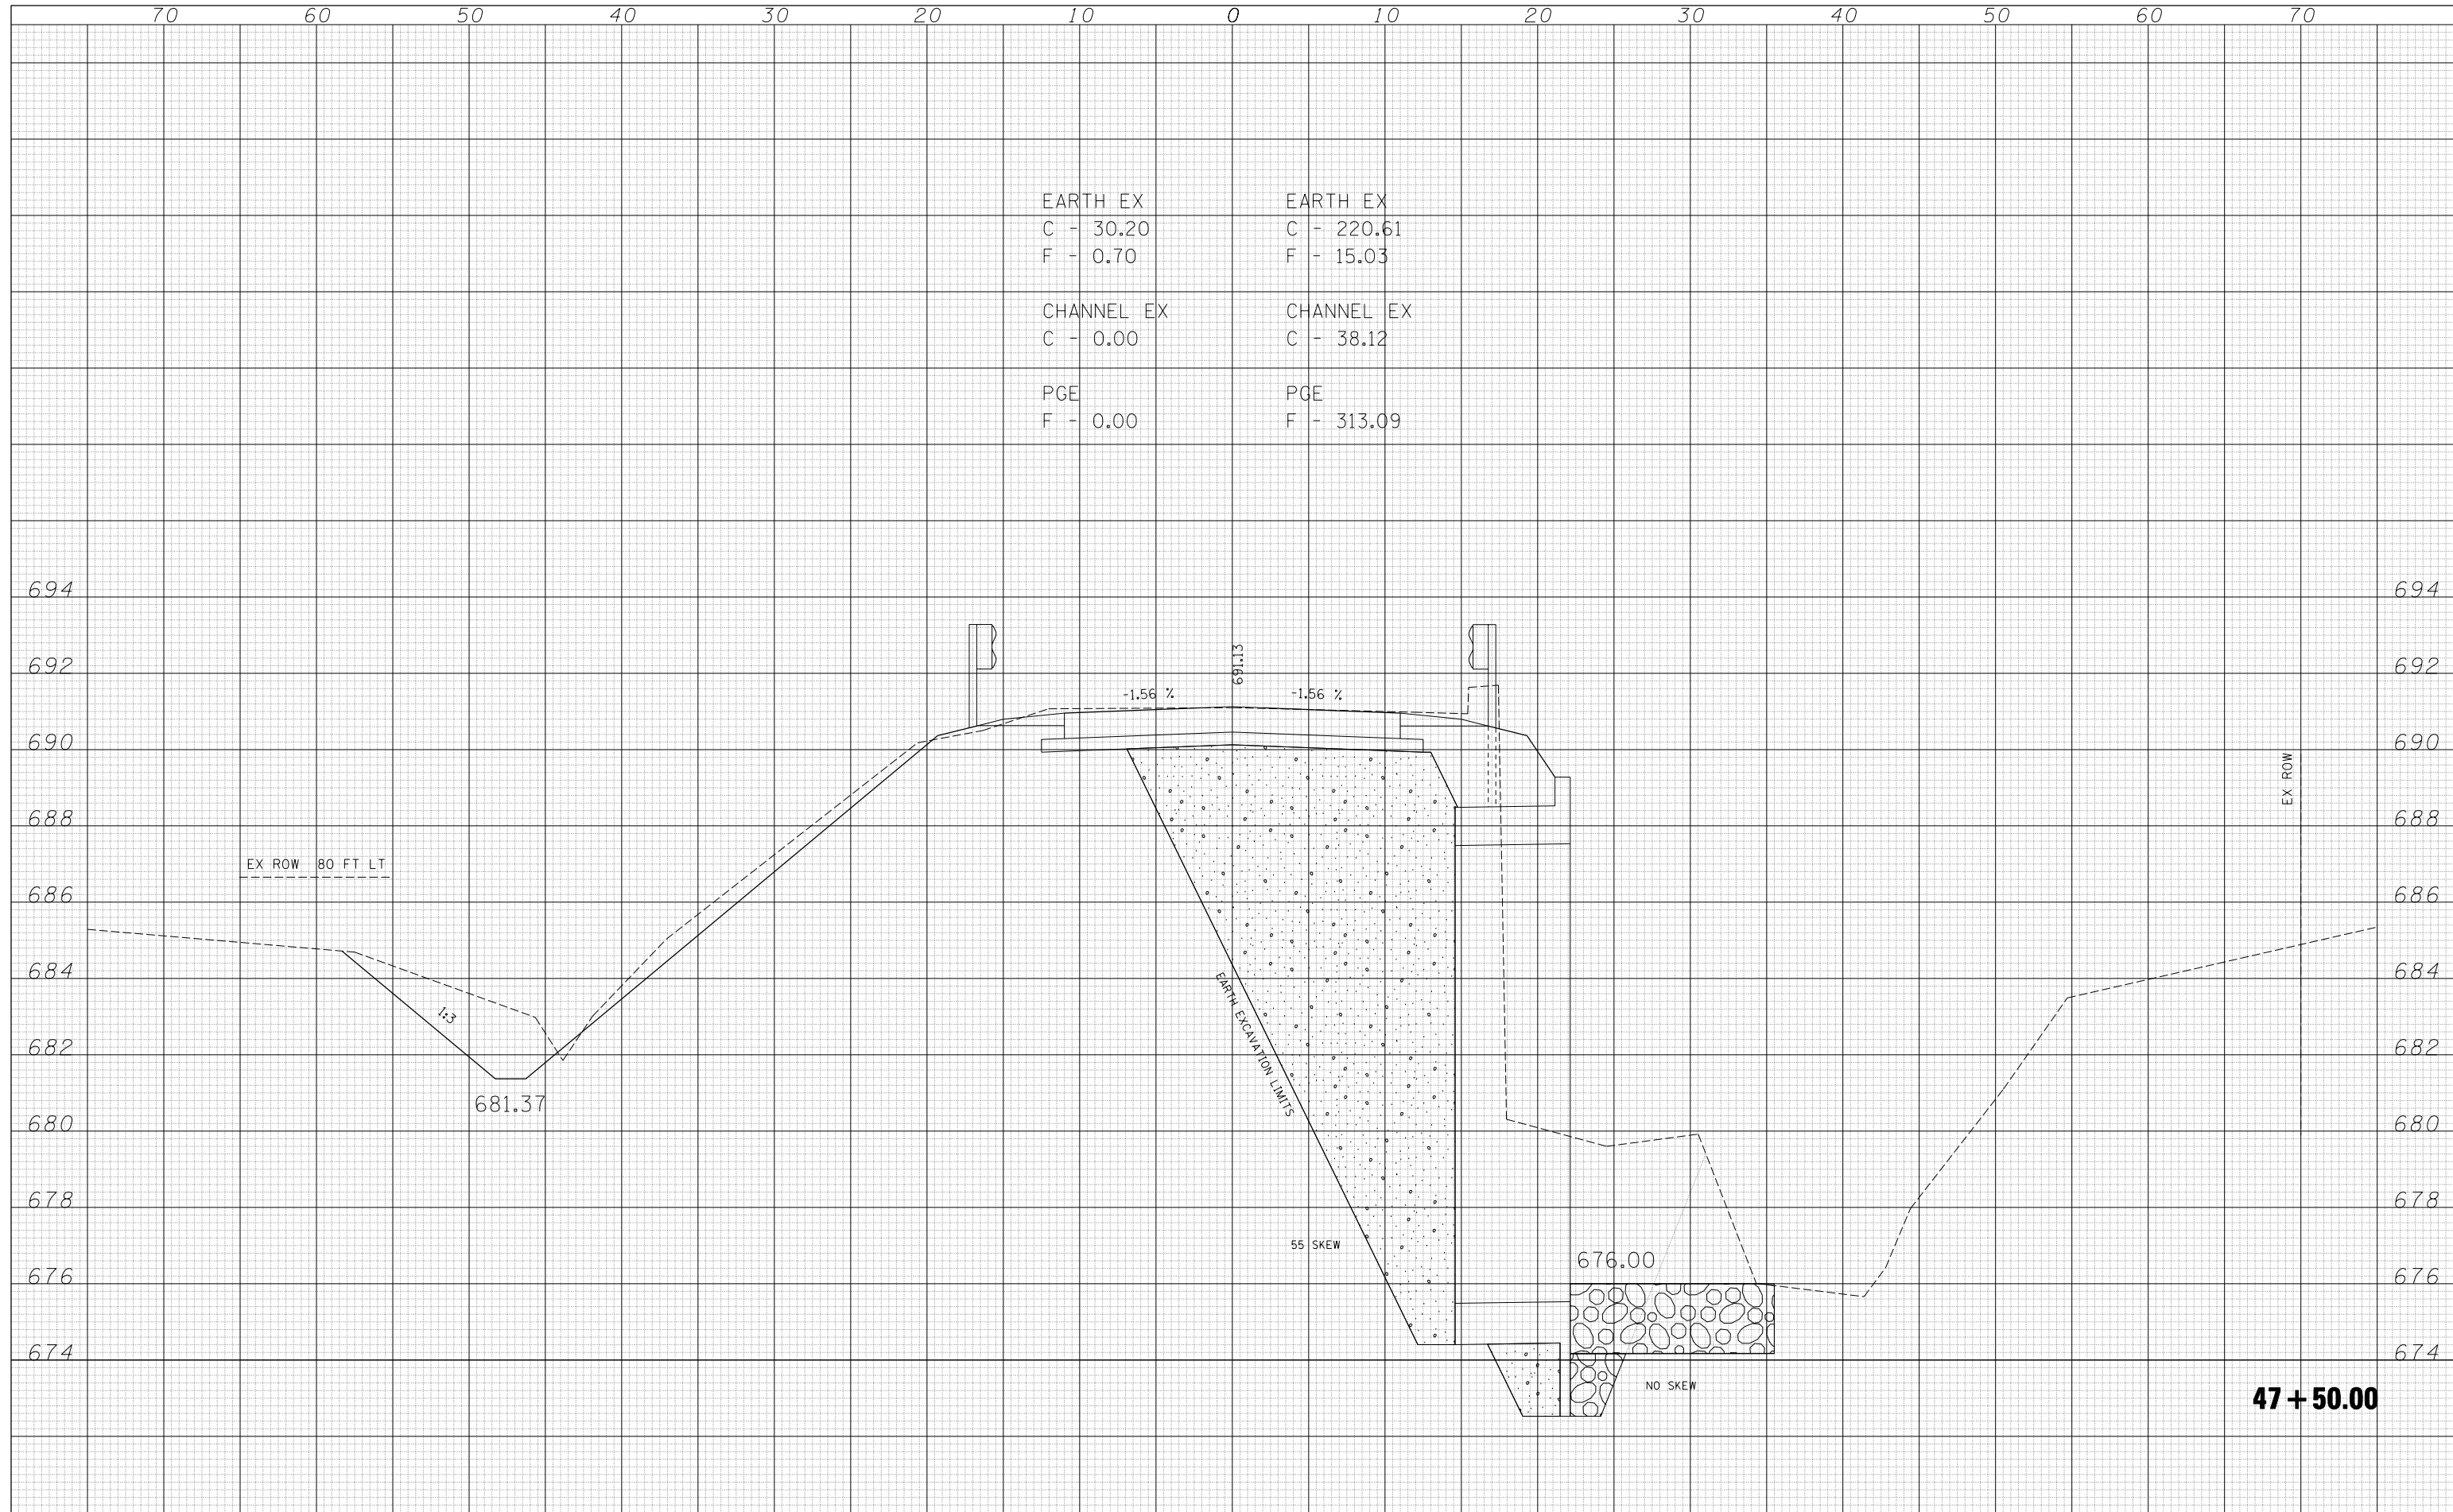 70 60 50 40 30 20 10 0 10 20 30 40 50 60 70
EARTH EX EARTH EX
C - 30.20 C - 220.61
F - 0.70 F - 15.03
CHANNEL EX CHANNEL EX
C - 0.00 C - 38.12
PGE PGE
F - 0.00 F - 313.09
694 694
692 692
691.13
-1.56 % -1.56 %
690 690
EX ROW
688 688
EX ROW 80 FT LT
686 686
684 684
EARTH EXCAVATION LIMITS
1:3
682 682
681.37
680 680
678 678
55 SKEW
676.00
676 676
674 674
NO SKEW
47+50.00